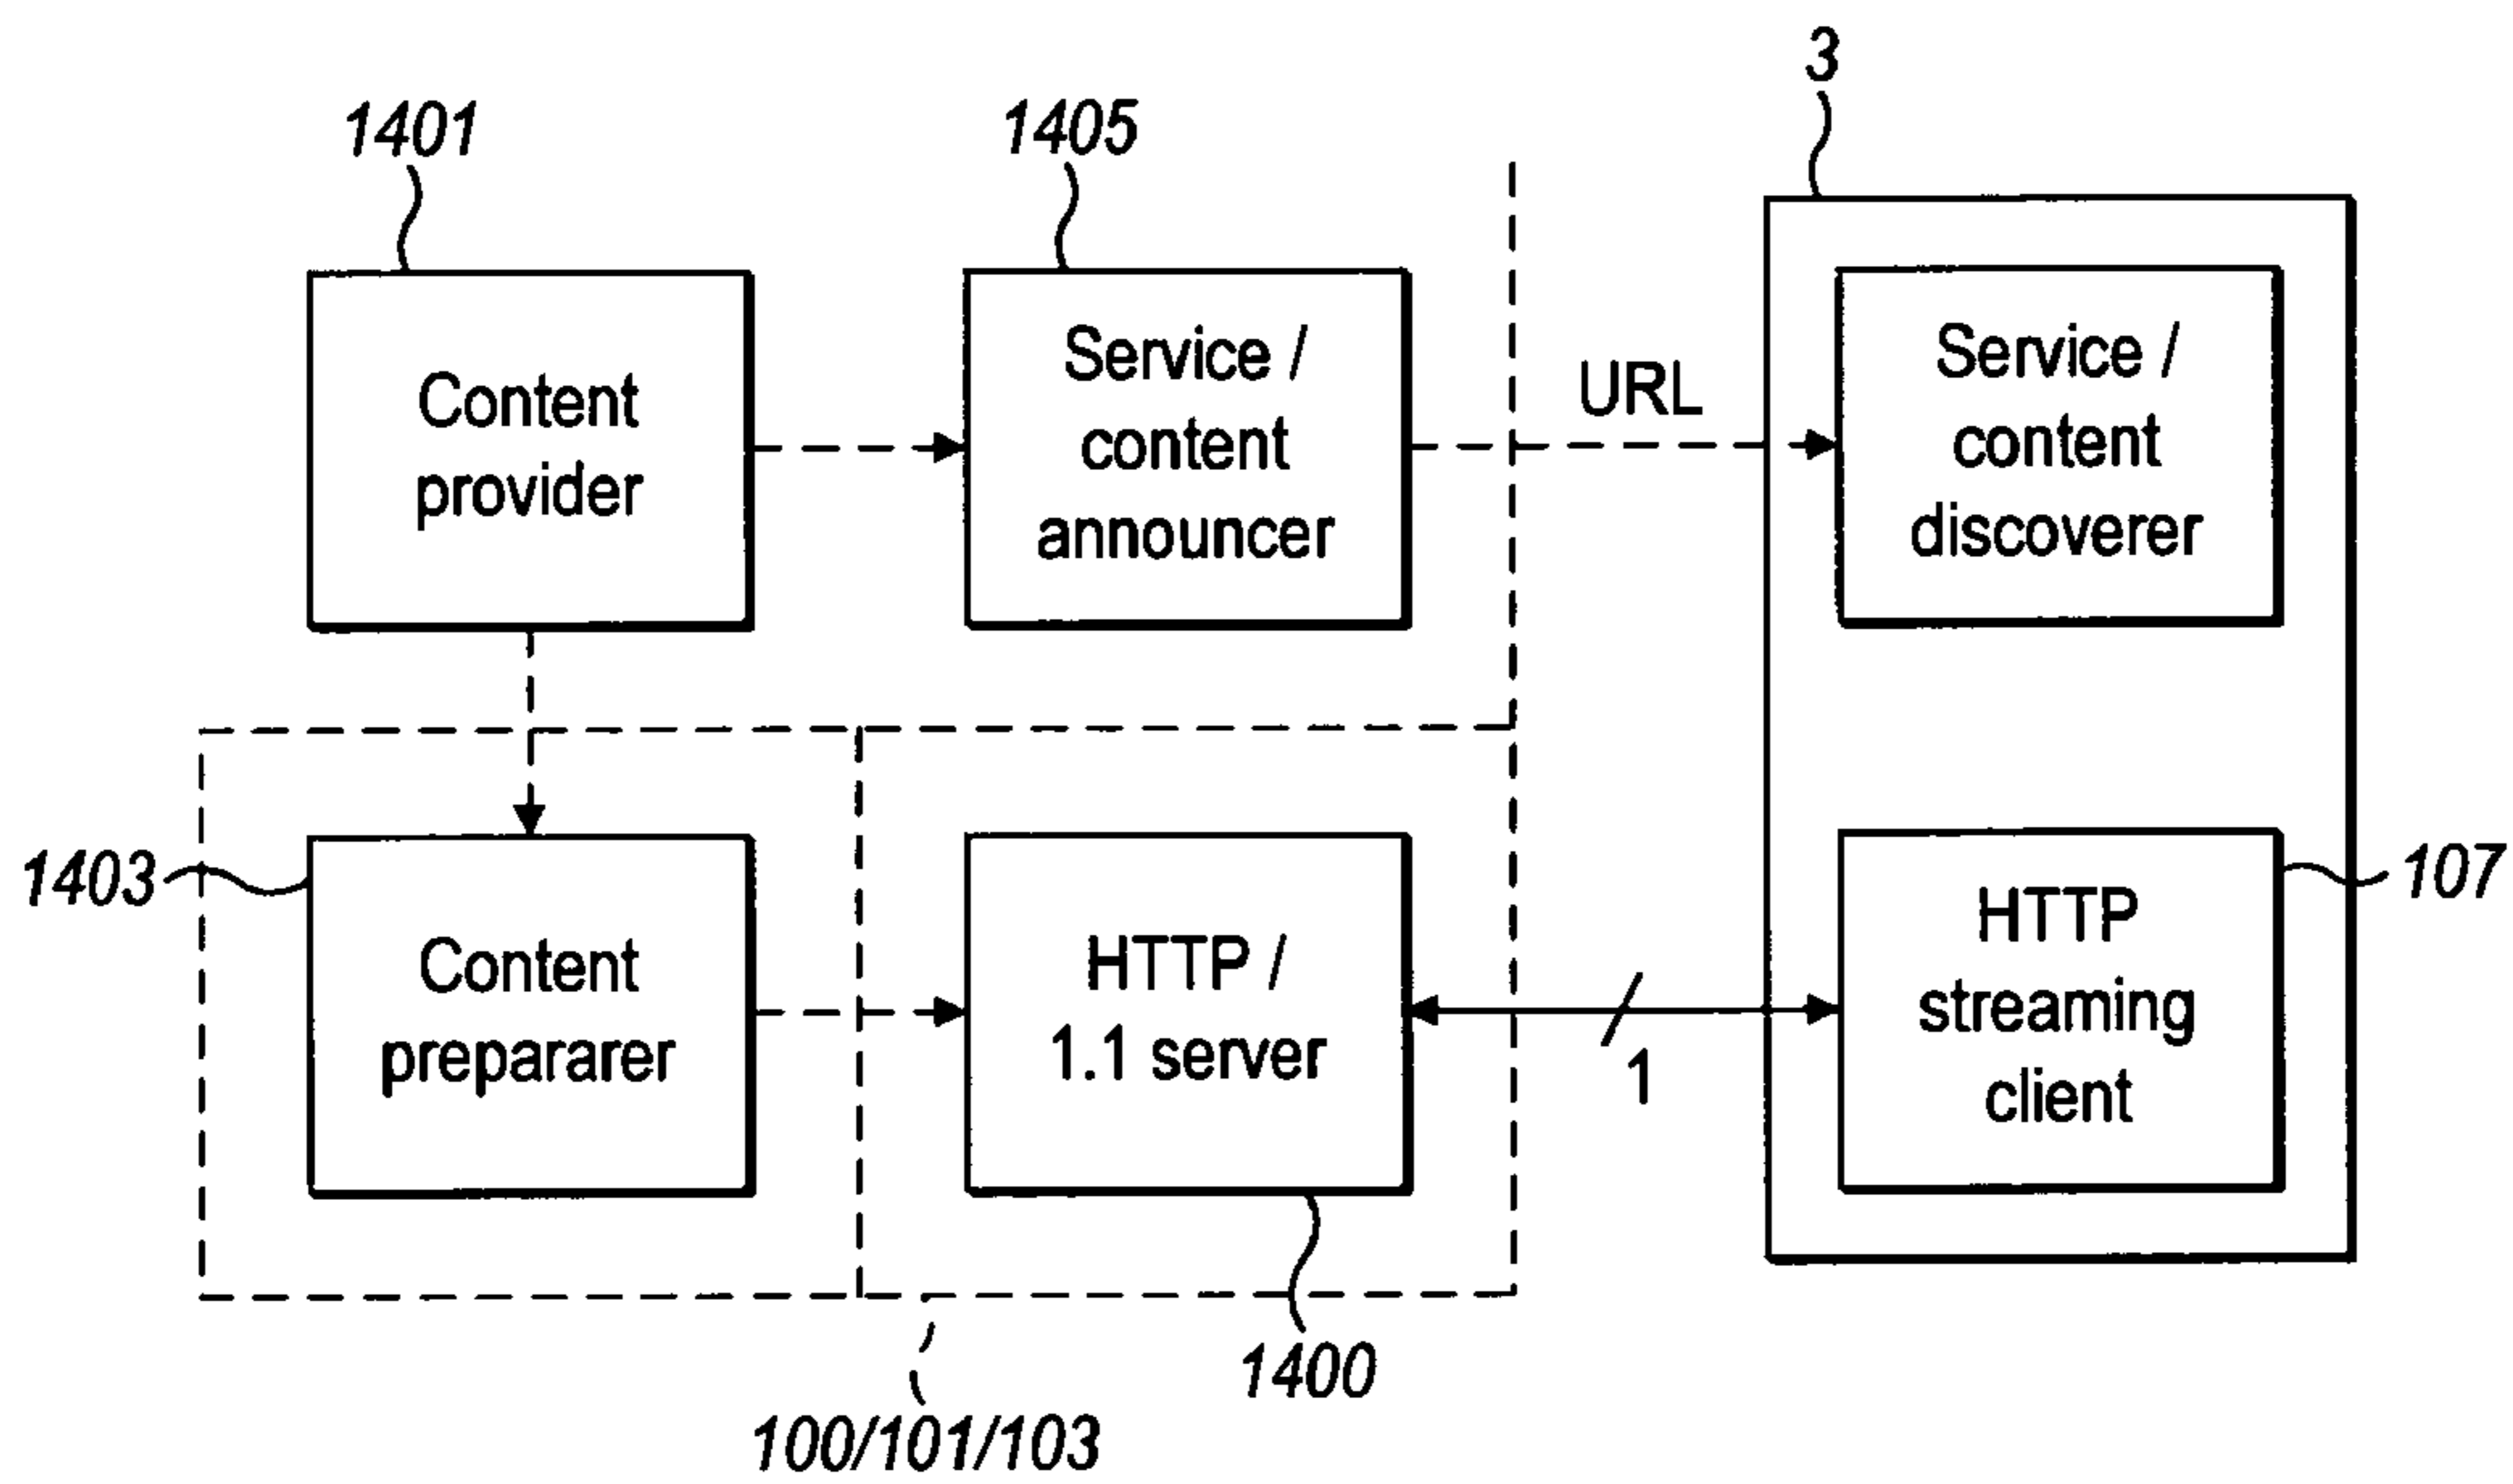 3
1401
1405
Content
provider
Service /
content
announcer
URL
Service /
content
discoverer
1403
Content
prepararer
HTTP /
1.1 server
1
HTTP
streaming
client
107
1400
100/101/103